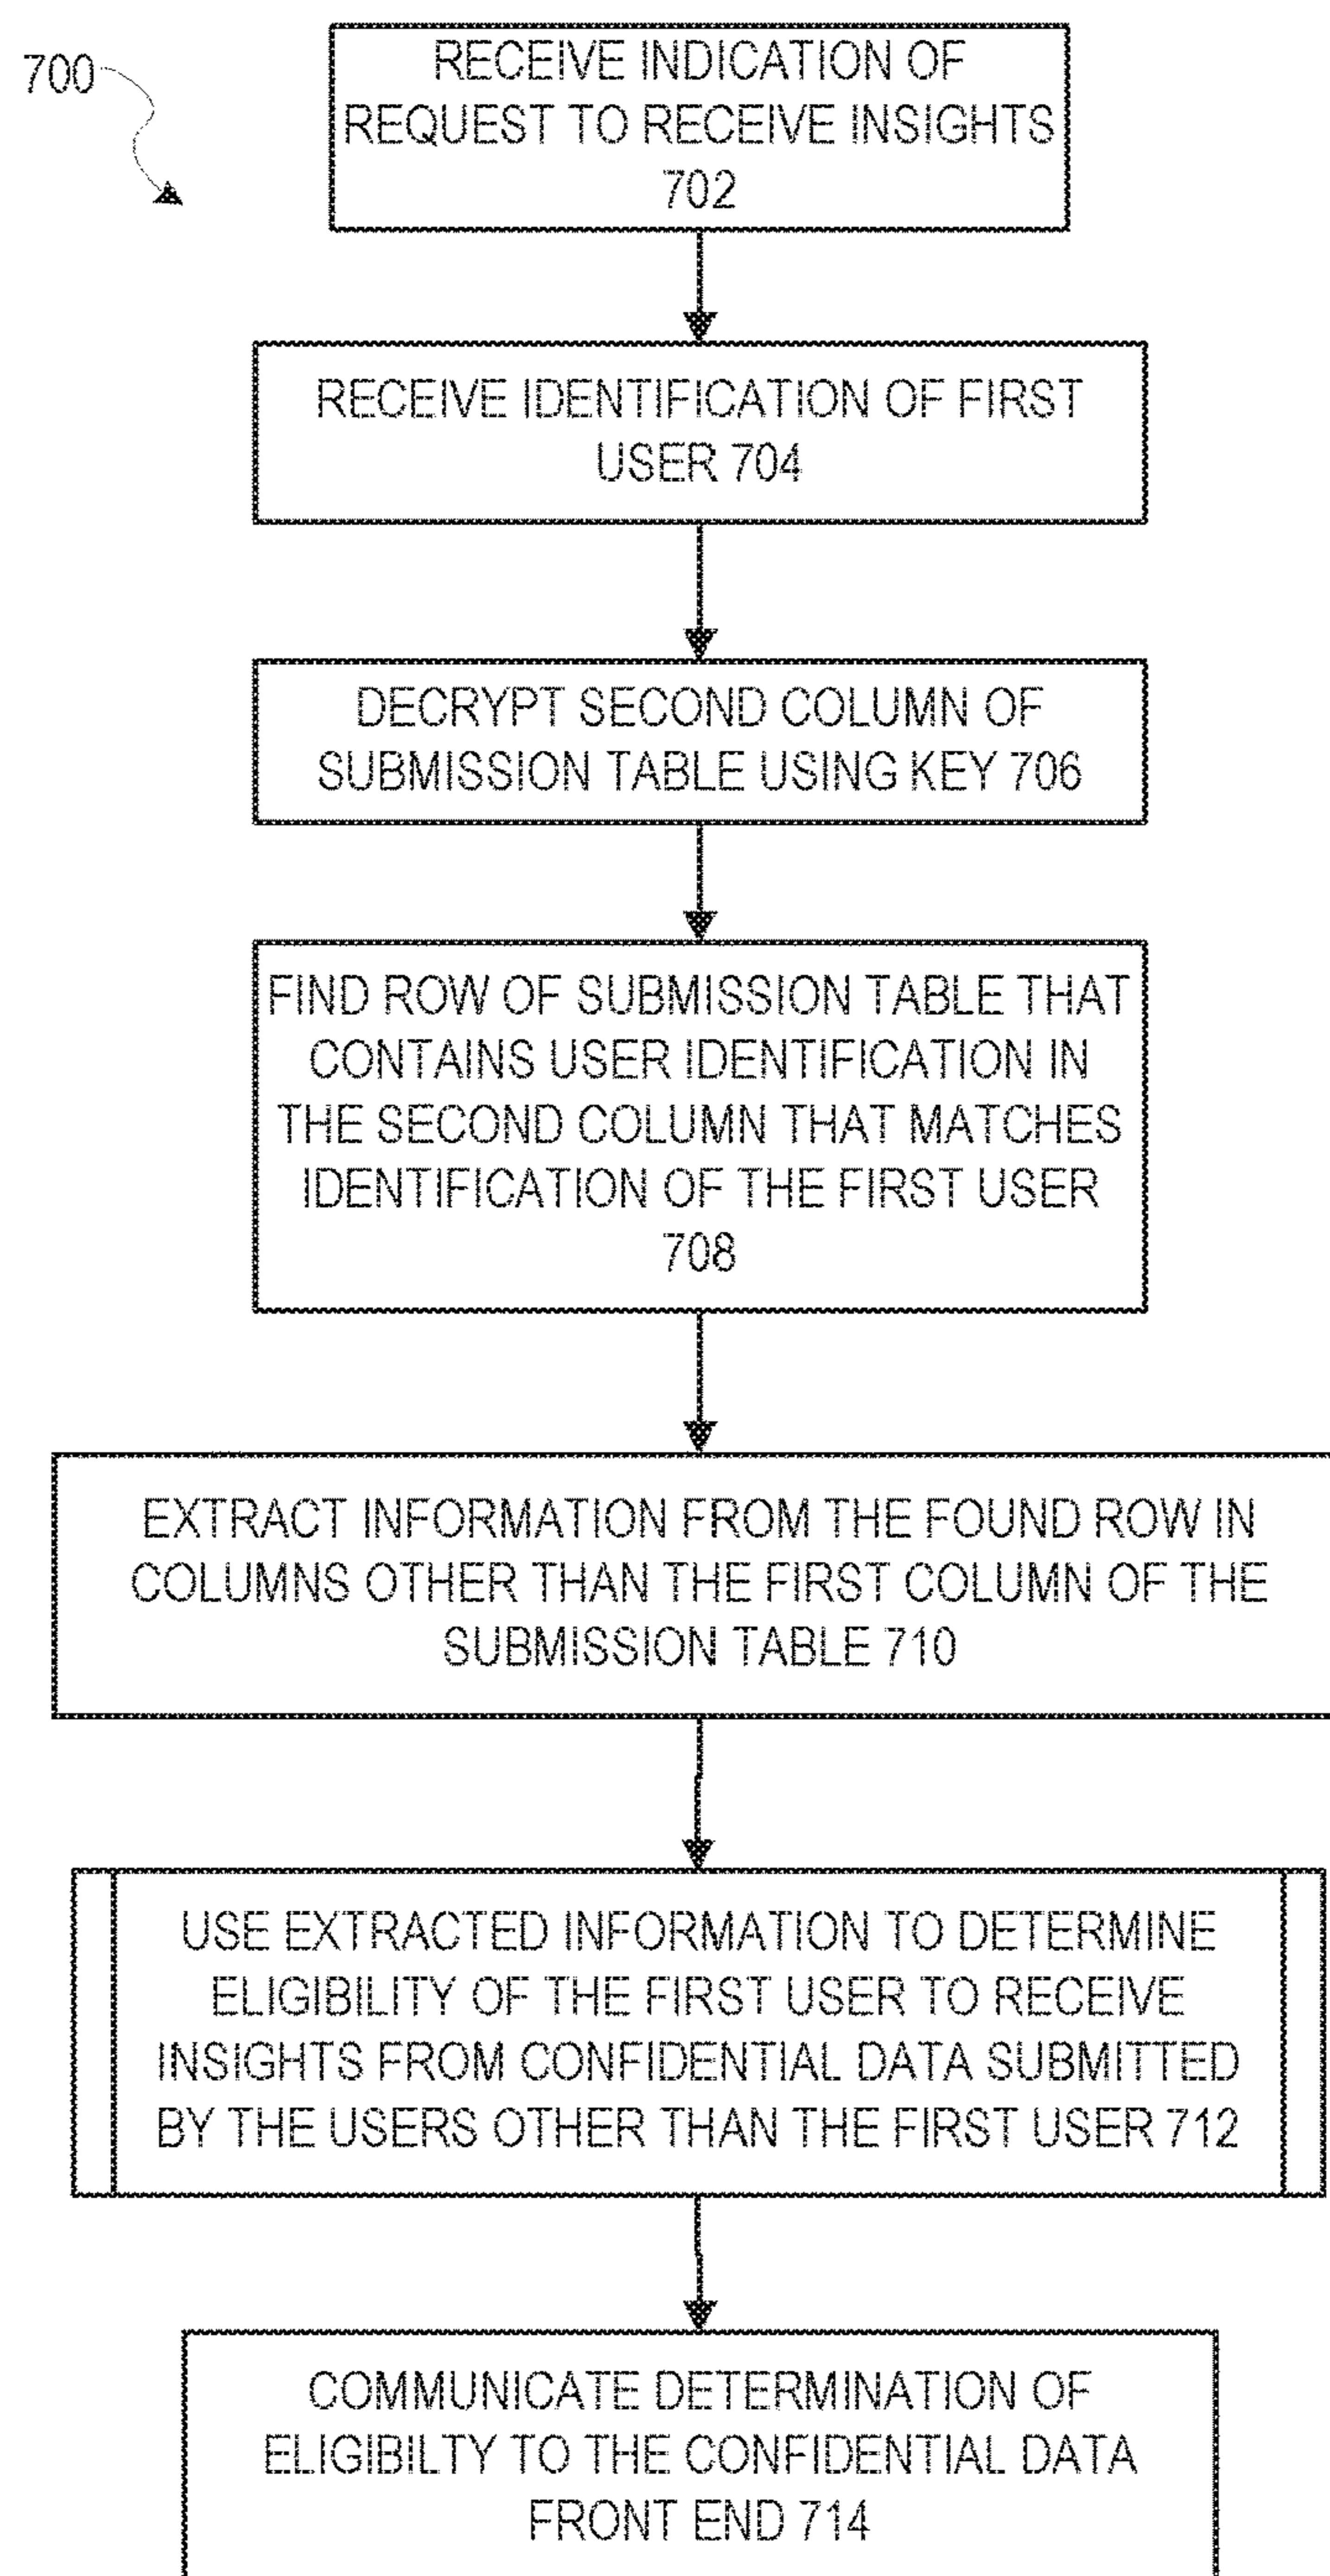 700
RECEIVE INDICATION OF
REQUEST TO RECEIVE INSIGHTS
702
RECEIVE IDENTIFICATION OF FIRST
USER 704
DECRYPT SECOND COLUMN OF
SUBMISSION TABLE USING KEY 706
FIND ROW OF SUBMISSION TABLE THAT
CONTAINS USER IDENTIFICATION IN
THE SECOND COLUMN THAT MATCHES
IDENTIFICATION OF THE FIRST USER
708
EXTRACT INFORMATION FROM THE FOUND ROW IN
COLUMNS OTHER THAN THE FIRST COLUMN OF THE
SUBMISSION TABLE 710
USE EXTRACTED INFORMATION TO DETERMINE
ELIGIBILITY OF THE FIRST USER TO RECEIVE
INSIGHTS FROM CONFIDENTIAL DATA SUBMITTED
BY THE USERS OTHER THAN THE FIRST USER 712
COMMUNICATE DETERMINATION OF
ELIGIBILTY TO THE CONFIDENTIAL DATA
FRONT END 714